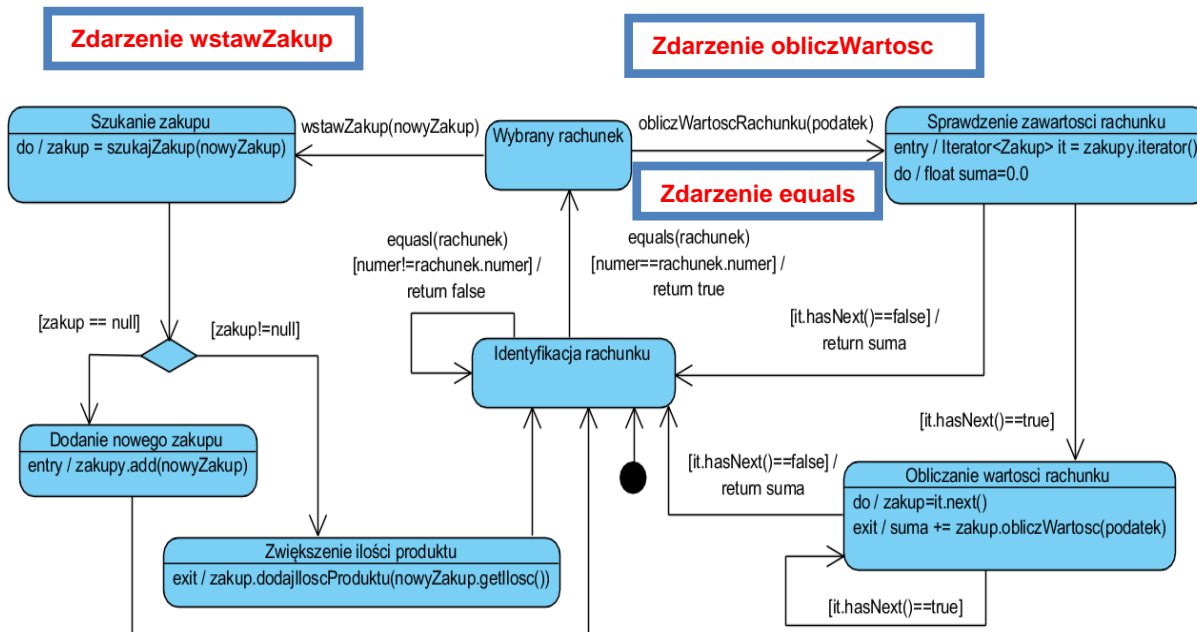 Zdarzenie wstawZakup
Zdarzenie obliczWartosc
Szukanie zakupu
do / zakup = szukajZakup(nowyZakup)
wstawZakup(nowyZakup)
Wybrany rachunek
obliczWartoscRachunku(podatek)
Sprawdzenie zawartosci rachunku
entry / Iterator<Zakup> it = zakupy.iterator()
do / float suma=0.0
Zdarzenie equals
equasl(rachunek)
[numer!=rachunek.numer] /
return false
equals(rachunek)
[numer==rachunek.numer] /
return true
[zakup == null]
[zakup!=null]
[it.hasNext()==false] /
return suma
Identyfikacja rachunku
[it.hasNext()==true]
Dodanie nowego zakupu
entry / zakupy.add(nowyZakup)
[it.hasNext()==false] /
return suma
Obliczanie wartosci rachunku
do / zakup=it.next()
exit / suma += zakup.obliczWartosc(podatek)
Zwiększenie ilości produktu
exit / zakup.dodajIloscProduktu(nowyZakup.getIlosc())
[it.hasNext()==true]